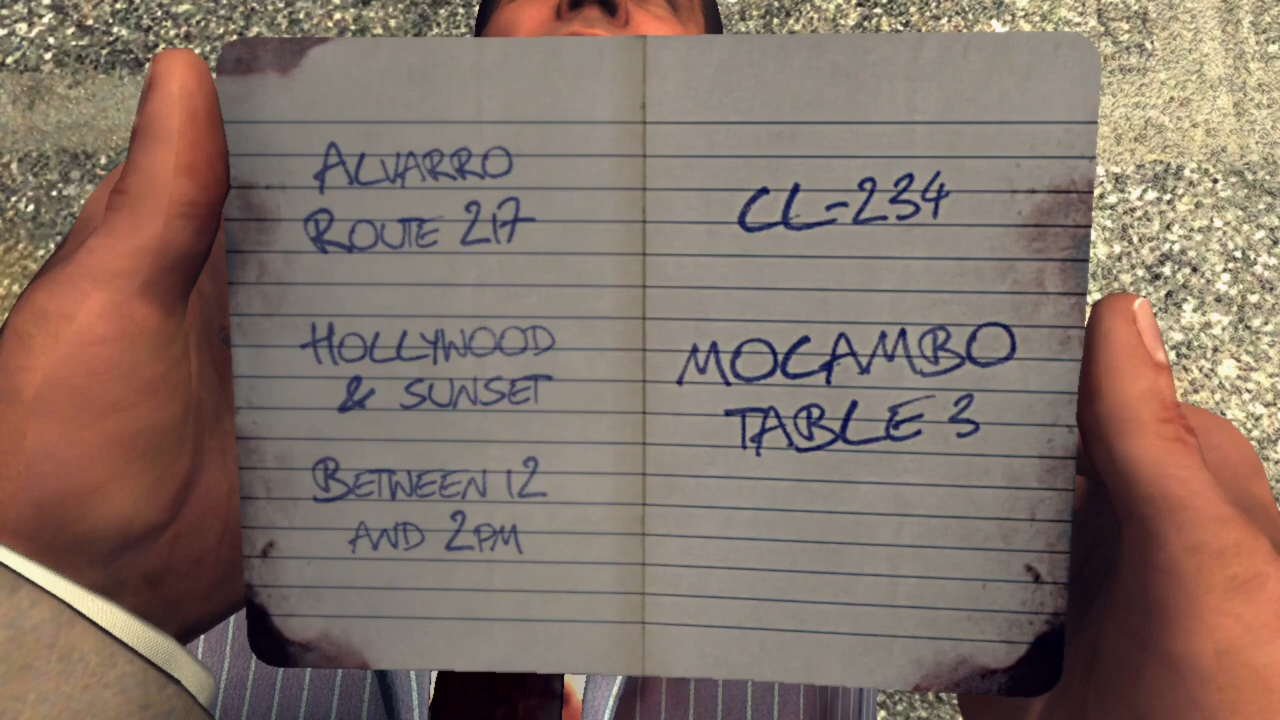 ALVARRO
ROUTE 217
HOLLYWOOD
& SUNSET
BETWEEN 12
AND 2PM
CL-234
MOCAMBO
TABLE 3